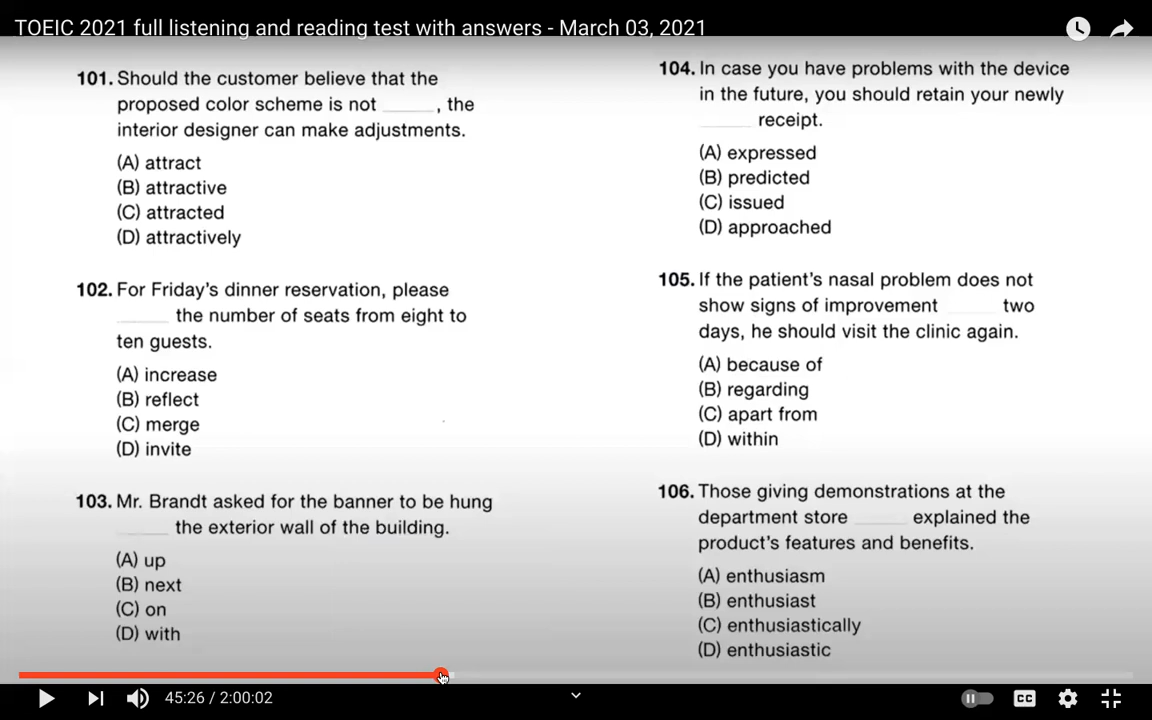 TOEIC 2021 full listening and reading test with answers - March 03, 2021
101. Should the customer believe that the
proposed color scheme is not _____, the
interior designer can make adjustments.
(A) attract
(B) attractive
(C) attracted
(D) attractively
102. For Friday's dinner reservation, please
_____ the number of seats from eight to
ten guests.
(A) increase
(B) reflect
(C) merge
(D) invite
103. Mr. Brandt asked for the banner to be hung
_____ the exterior wall of the building.
(A) up
(B) next
(C) on
(D) with
104. In case you have problems with the device
in the future, you should retain your newly
_____ receipt.
(A) expressed
(B) predicted
(C) issued
(D) approached
105. If the patient's nasal problem does not
show signs of improvement _____ two
days, he should visit the clinic again.
(A) because of
(B) regarding
(C) apart from
(D) within
106. Those giving demonstrations at the
department store _____ explained the
product's features and benefits.
(A) enthusiasm
(B) enthusiast
(C) enthusiastically
(D) enthusiastic
45:26 / 2:00:02
CC